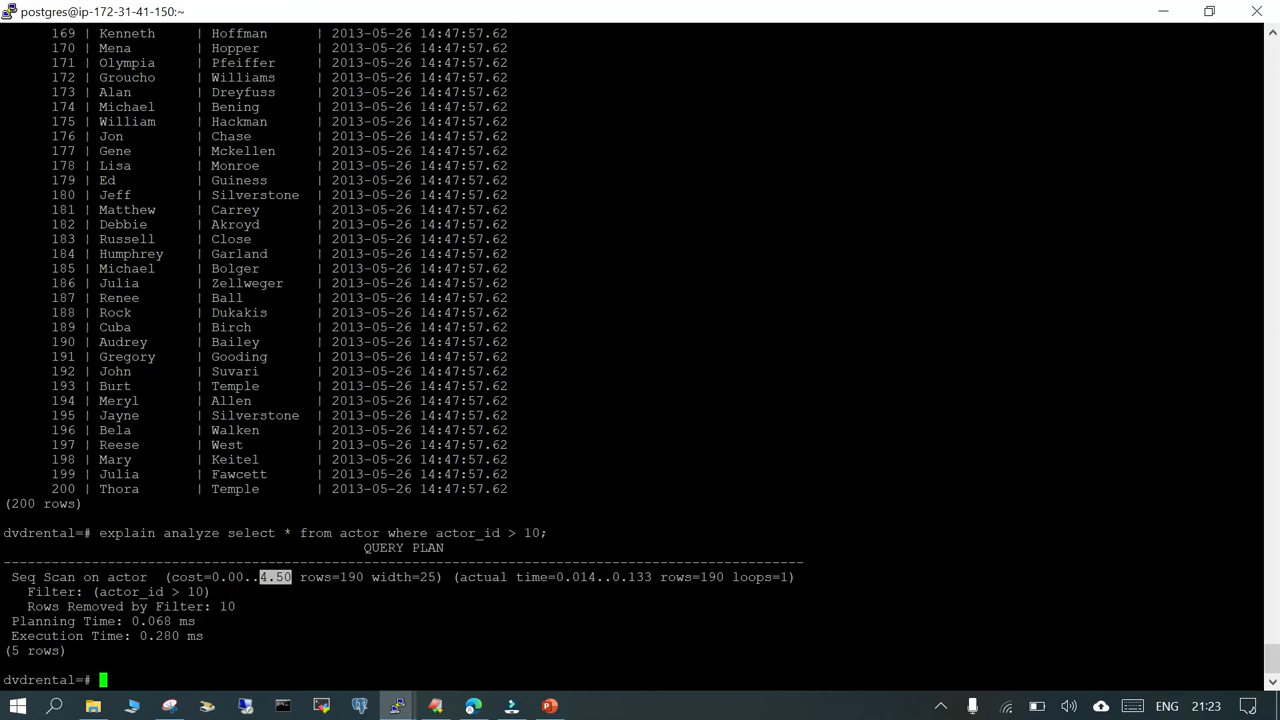 postgres@ip-172-31-41-150:~
169 | Kenneth | Hoffman | 2013-05-26 14:47:57.62
170 | Mena | Hopper | 2013-05-26 14:47:57.62
171 | Olympia | Pfeiffer | 2013-05-26 14:47:57.62
172 | Groucho | Williams | 2013-05-26 14:47:57.62
173 | Alan | Dreyfuss | 2013-05-26 14:47:57.62
174 | Michael | Bening | 2013-05-26 14:47:57.62
175 | William | Hackman | 2013-05-26 14:47:57.62
176 | Jon | Chase | 2013-05-26 14:47:57.62
177 | Gene | Mckellen | 2013-05-26 14:47:57.62
178 | Lisa | Monroe | 2013-05-26 14:47:57.62
179 | Ed | Guiness | 2013-05-26 14:47:57.62
180 | Jeff | Silverstone | 2013-05-26 14:47:57.62
181 | Matthew | Carrey | 2013-05-26 14:47:57.62
182 | Debbie | Akroyd | 2013-05-26 14:47:57.62
183 | Russell | Close | 2013-05-26 14:47:57.62
184 | Humphrey | Garland | 2013-05-26 14:47:57.62
185 | Michael | Bolger | 2013-05-26 14:47:57.62
186 | Julia | Zellweger | 2013-05-26 14:47:57.62
187 | Renee | Ball | 2013-05-26 14:47:57.62
188 | Rock | Dukakis | 2013-05-26 14:47:57.62
189 | Cuba | Birch | 2013-05-26 14:47:57.62
190 | Audrey | Bailey | 2013-05-26 14:47:57.62
191 | Gregory | Gooding | 2013-05-26 14:47:57.62
192 | John | Suvari | 2013-05-26 14:47:57.62
193 | Burt | Temple | 2013-05-26 14:47:57.62
194 | Meryl | Allen | 2013-05-26 14:47:57.62
195 | Jayne | Silverstone | 2013-05-26 14:47:57.62
196 | Bela | Walken | 2013-05-26 14:47:57.62
197 | Reese | West | 2013-05-26 14:47:57.62
198 | Mary | Keitel | 2013-05-26 14:47:57.62
199 | Julia | Fawcett | 2013-05-26 14:47:57.62
200 | Thora | Temple | 2013-05-26 14:47:57.62
(200 rows)
dvdrental=# explain analyze select * from actor where actor_id > 10;
QUERY PLAN
-----------------------------------------------------------------------------------------------------
Seq Scan on actor (cost=0.00..4.50 rows=190 width=25) (actual time=0.014..0.133 rows=190 loops=1)
Filter: (actor_id > 10)
Rows Removed by Filter: 10
Planning Time: 0.068 ms
Execution Time: 0.280 ms
(5 rows)
dvdrental=#
ENG 21:23